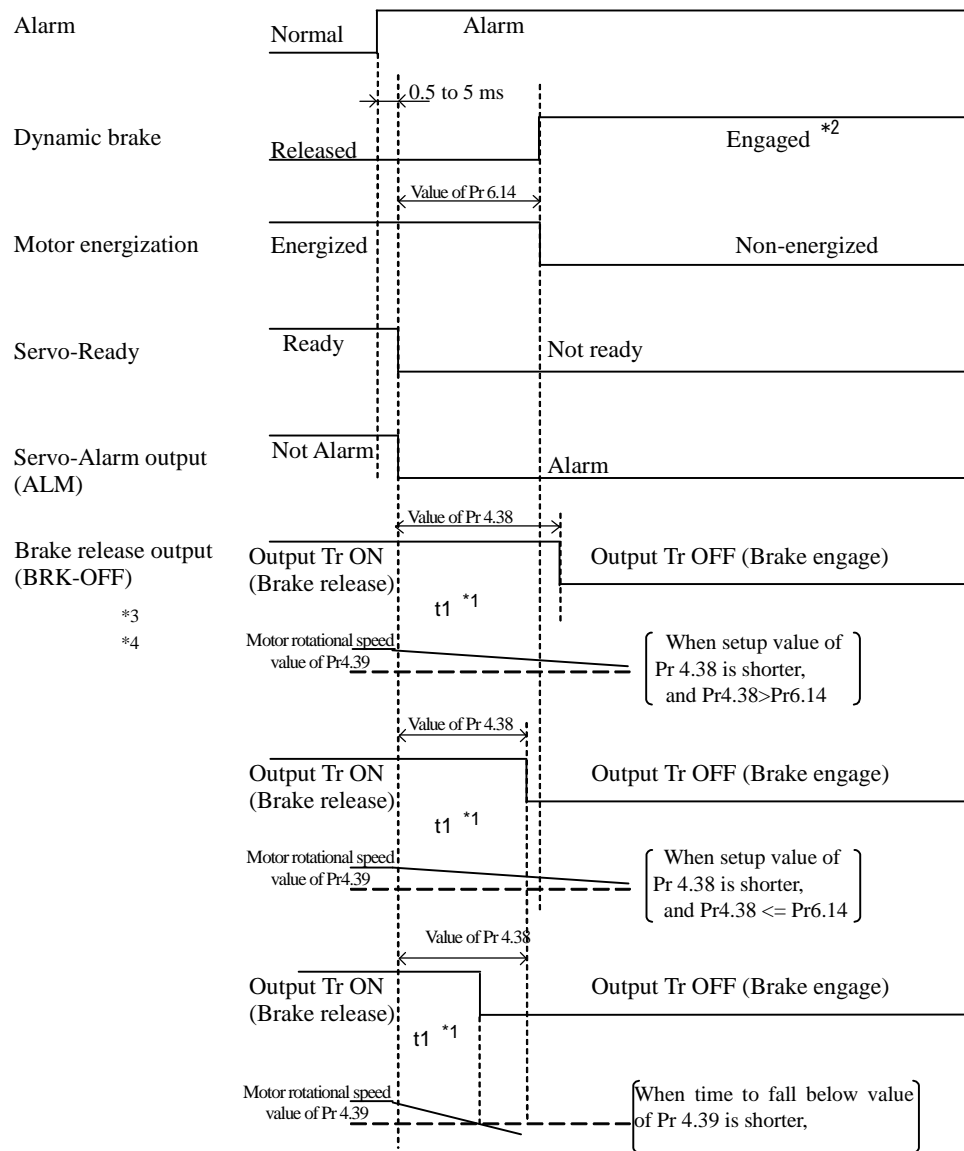 Alarm
Normal
Alarm
0.5 to 5 ms
Dynamic brake
Released
Engaged *2
Value of Pr 6.14
Motor energization
Energized
Non-energized
Servo-Ready
Ready
Not ready
Servo-Alarm output
(ALM)
Not Alarm
Alarm
Value of Pr 4.38
Brake release output
(BRK-OFF)
*3
*4
Output Tr ON
(Brake release)
Output Tr OFF (Brake engage)
t1 *1
Motor rotational speed
value of Pr4.39
When setup value of
Pr 4.38 is shorter,
and Pr4.38>Pr6.14
Value of Pr 4.38
Output Tr ON
(Brake release)
Output Tr OFF (Brake engage)
t1 *1
Motor rotational speed
value of Pr4.39
When setup value of
Pr 4.38 is shorter,
and Pr4.38 <= Pr6.14
Value of Pr 4.38
Output Tr ON
(Brake release)
Output Tr OFF (Brake engage)
t1 *1
Motor rotational speed
value of Pr 4.39
When time to fall below value
of Pr 4.39 is shorter,